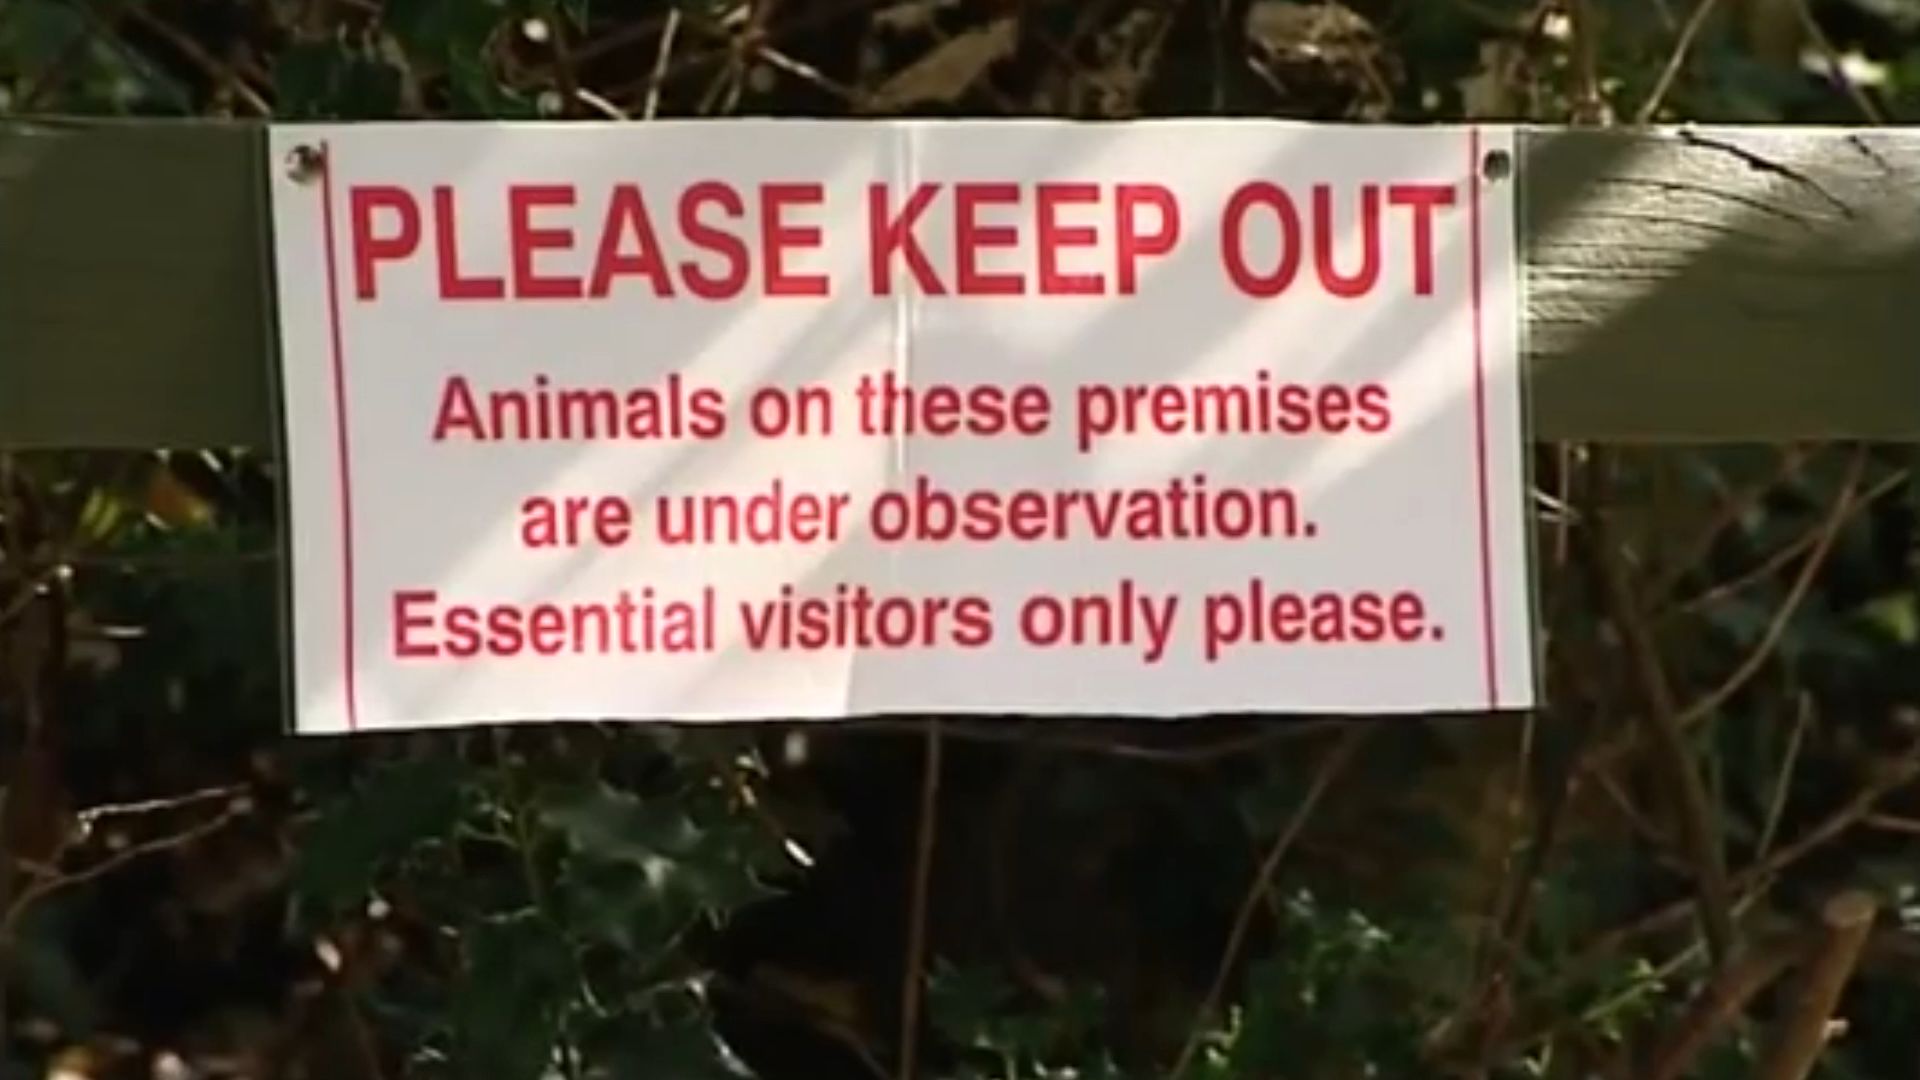 PLEASE KEEP OUT
Animals on these premises
are under observation.
Essential visitors only please.